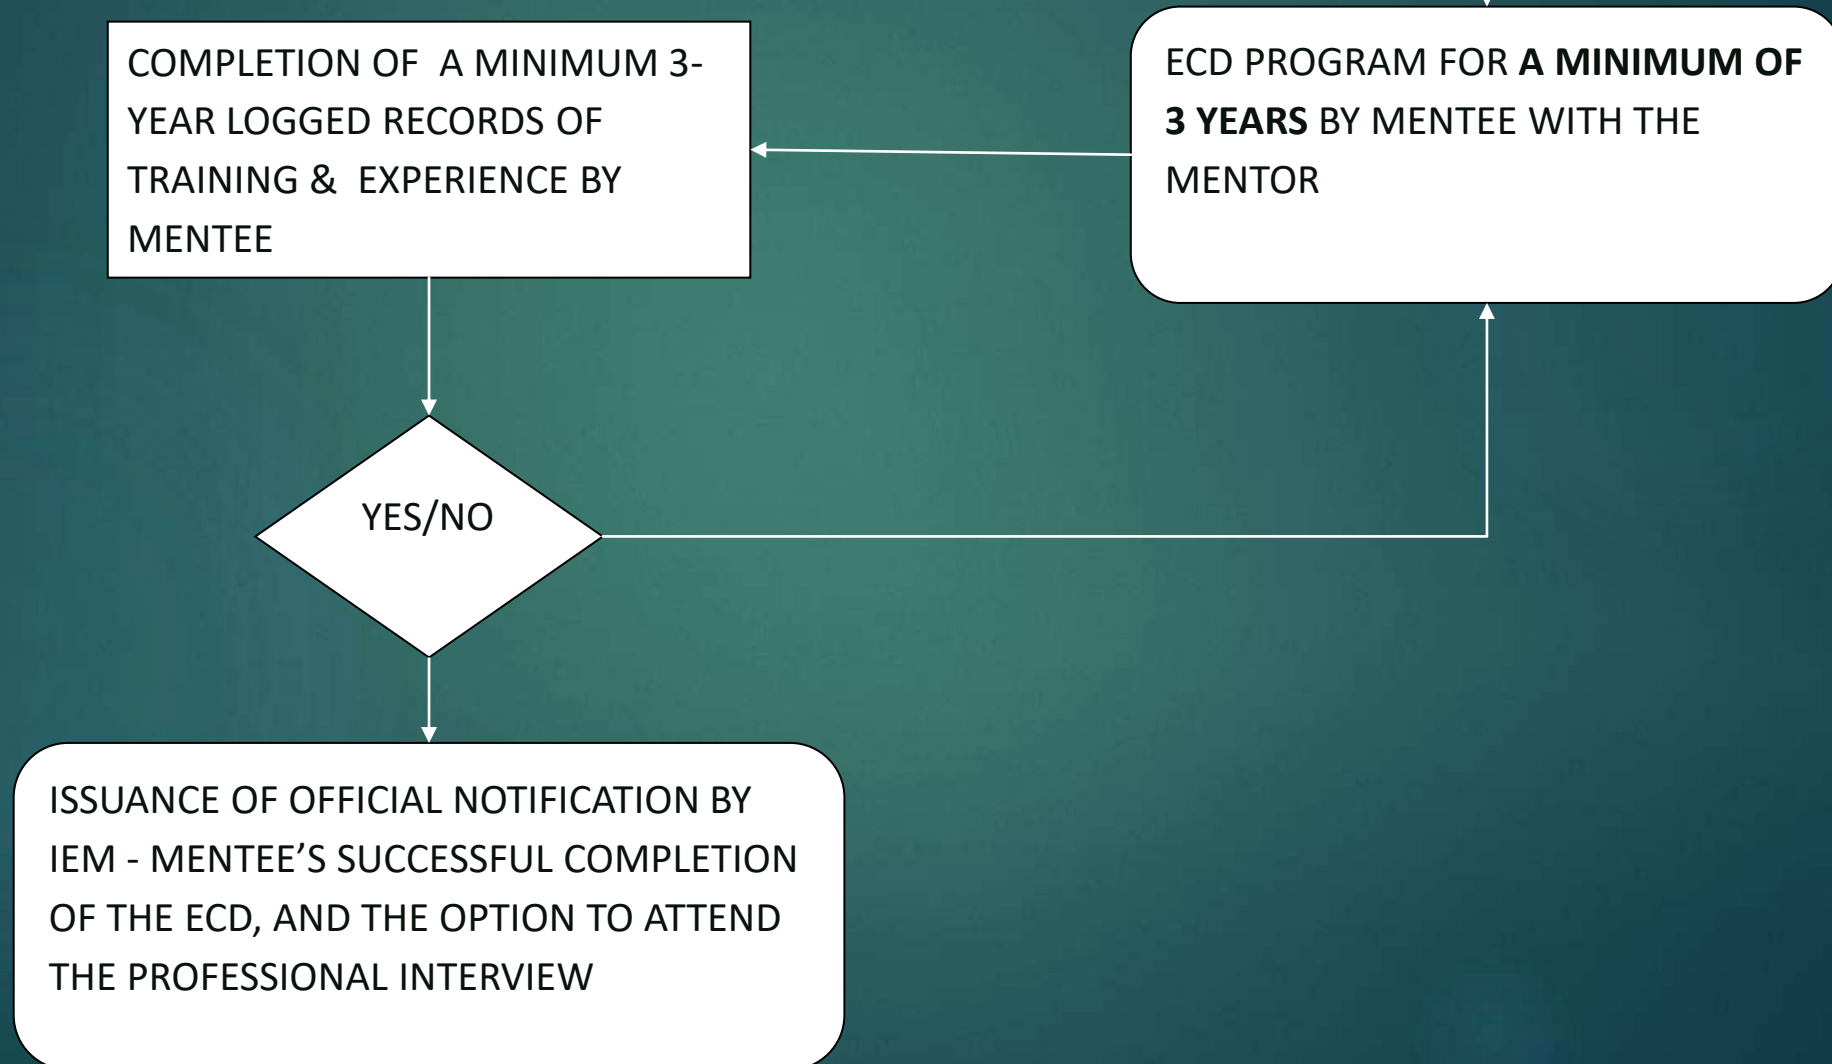 COMPLETION OF  A MINIMUM 3-
YEAR LOGGED RECORDS OF
TRAINING &  EXPERIENCE BY
MENTEE
ECD PROGRAM FOR A MINIMUM OF
3 YEARS BY MENTEE WITH THE
MENTOR
YES/NO
ISSUANCE OF OFFICIAL NOTIFICATION BY
IEM - MENTEE’S SUCCESSFUL COMPLETION
OF THE ECD, AND THE OPTION TO ATTEND
THE PROFESSIONAL INTERVIEW